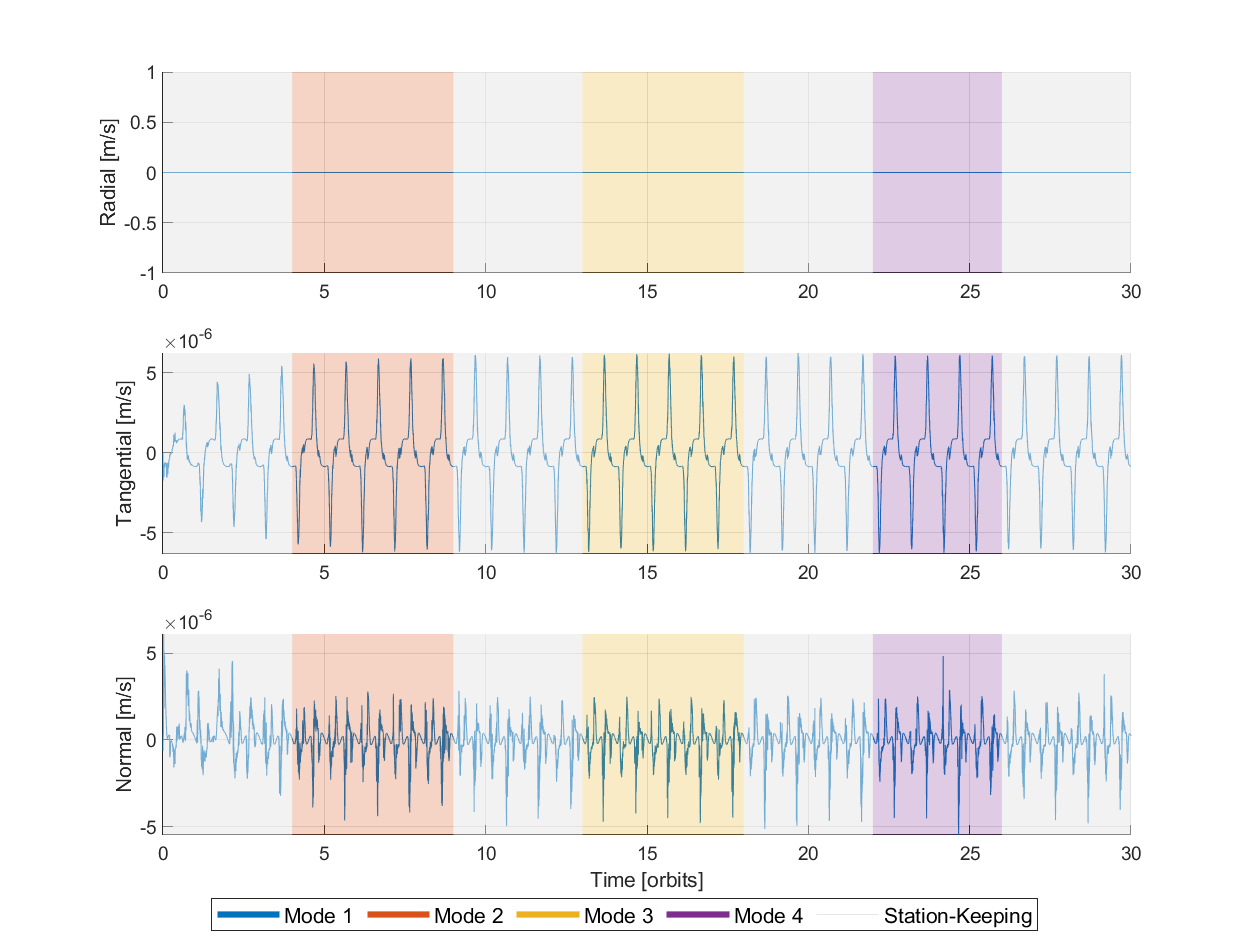 1
0.5
0
-0.5
-1
Radial [m/s]
0 5 10 15 20 25 30
×10-6
5
0
-5
Tangential [m/s]
0 5 10 15 20 25 30
×10-6
5
0
-5
Normal [m/s]
0 5 10 15 20 25 30
Time [orbits]
Mode 1 Mode 2 Mode 3 Mode 4 Station-Keeping